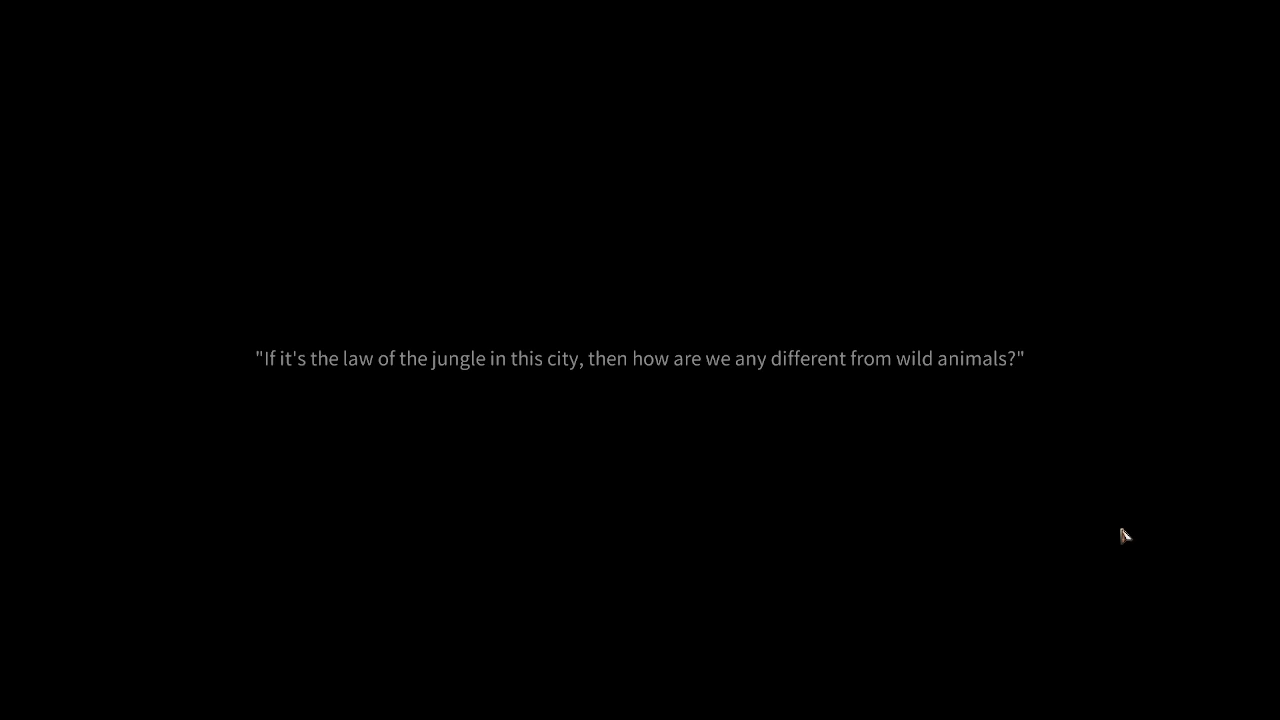 "If it's the law of the jungle in this city, then how are we any different from wild animals?"